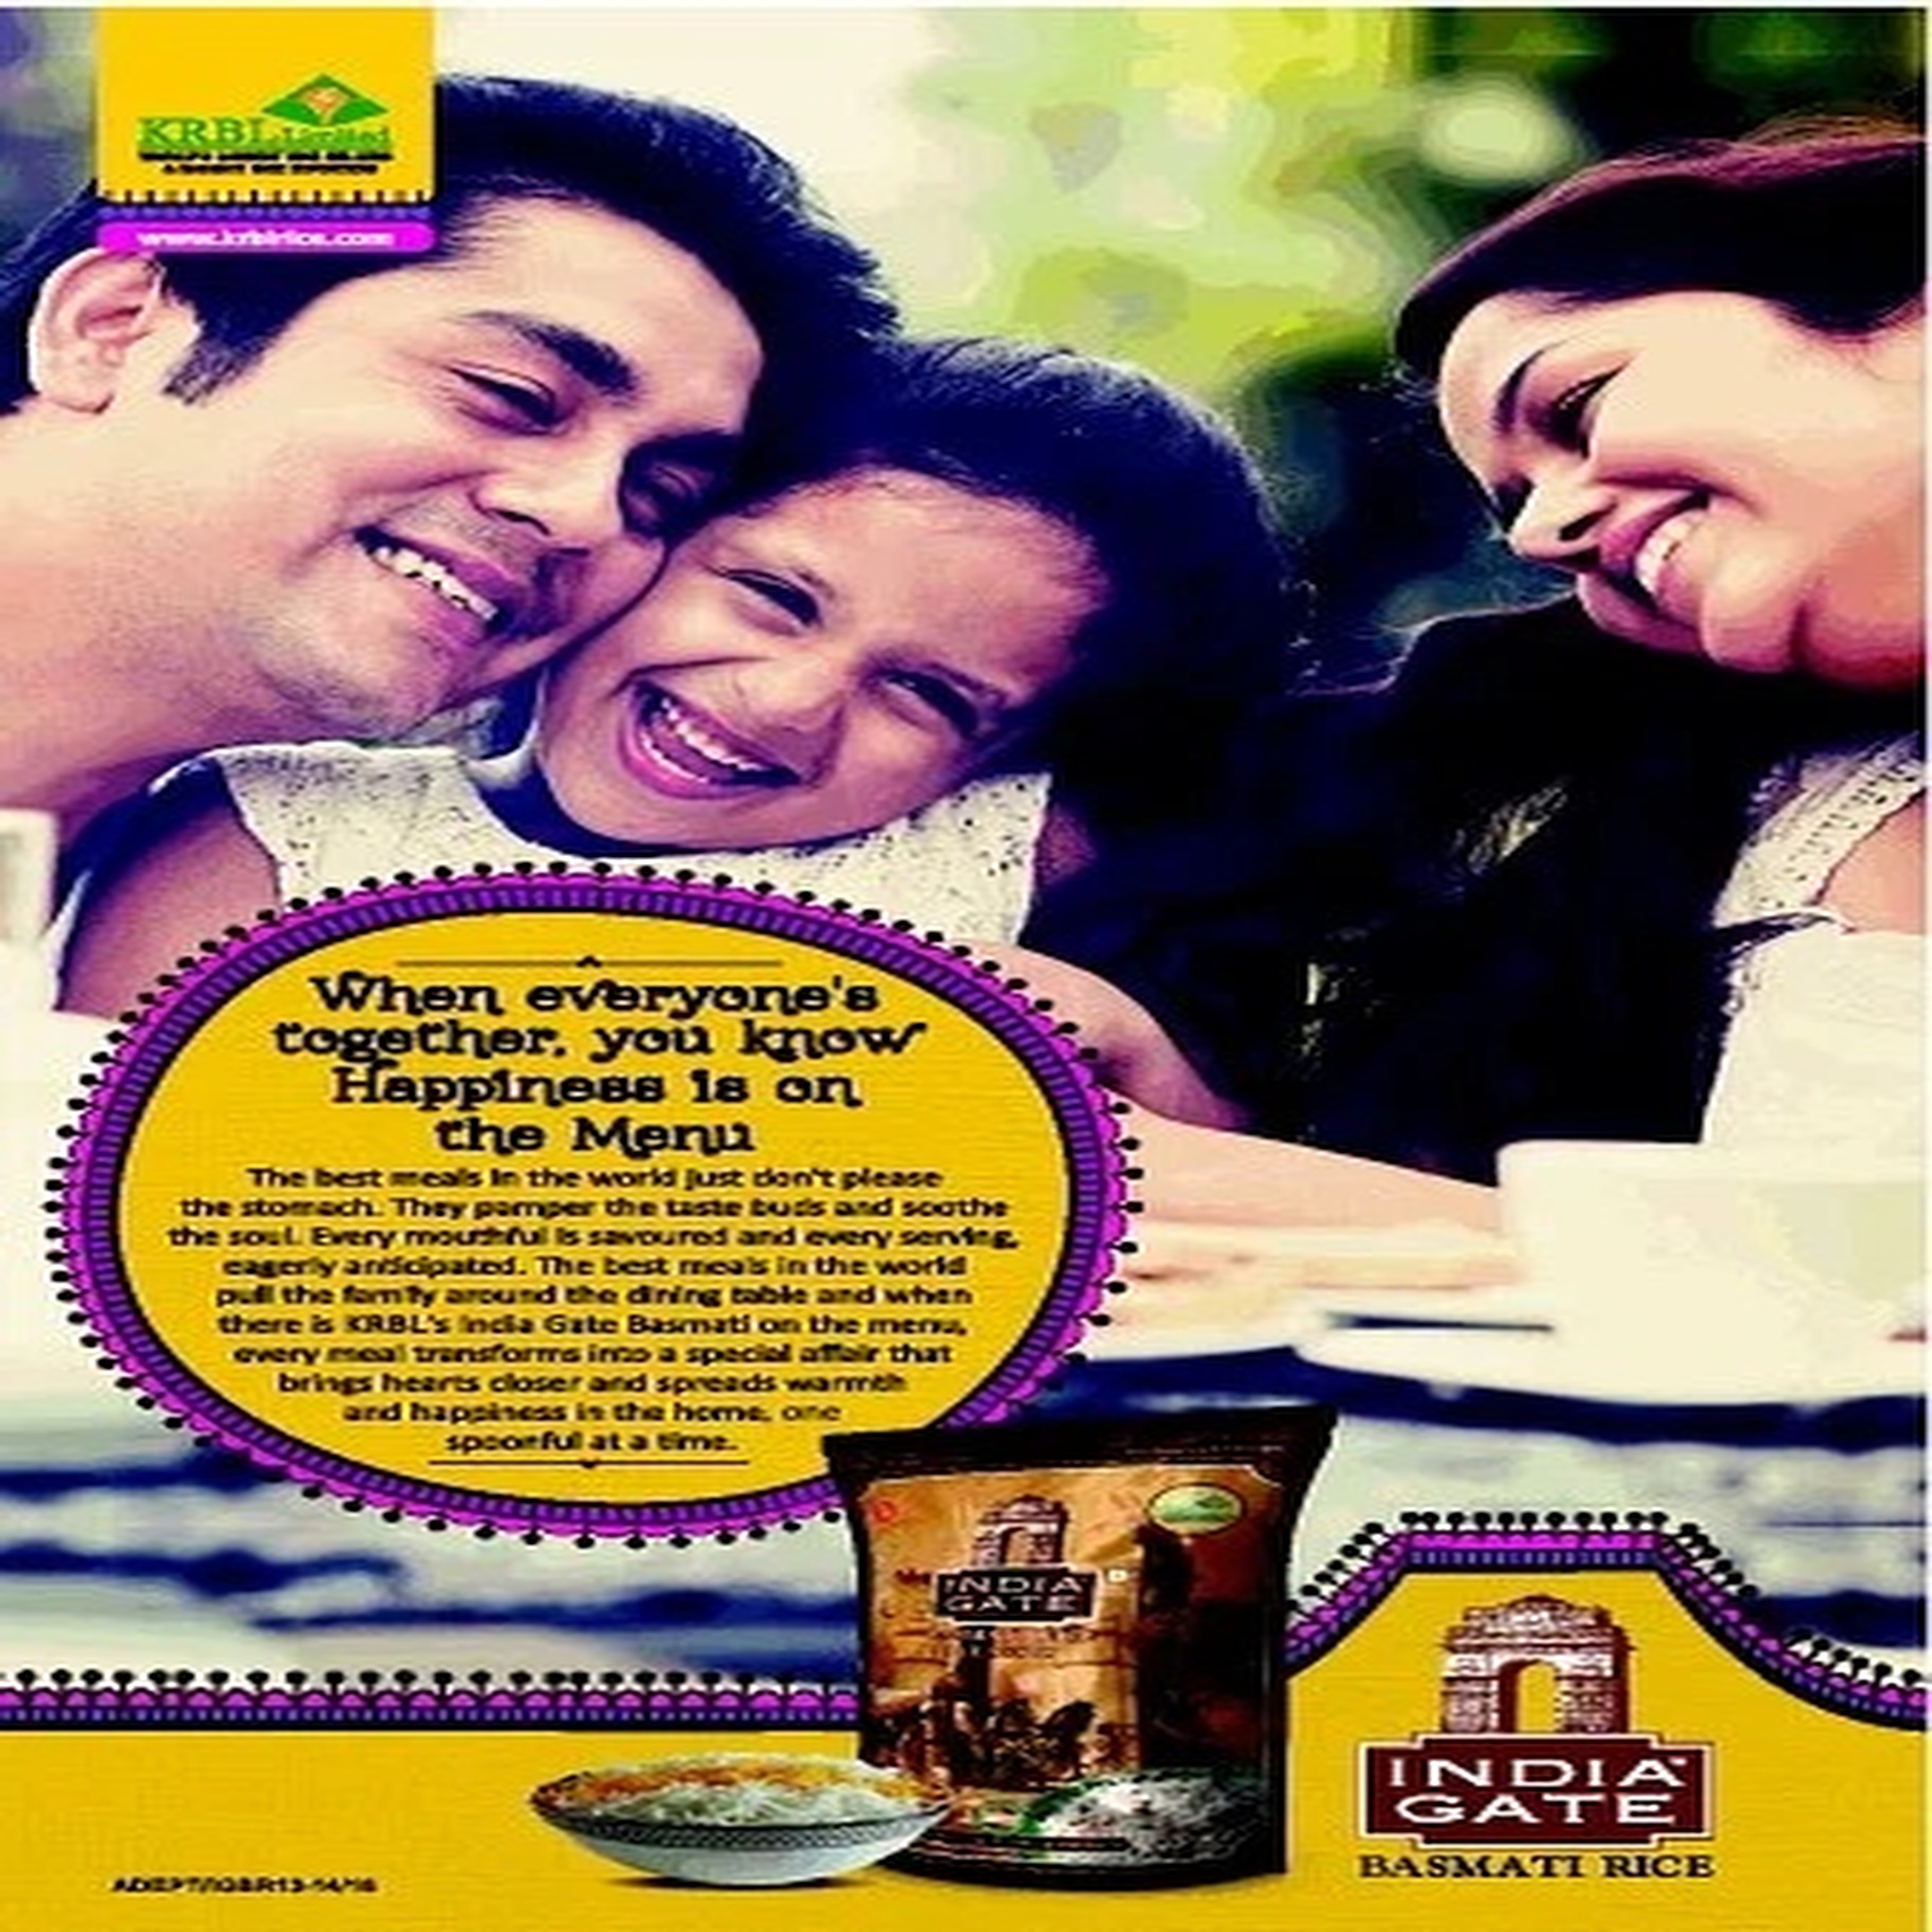 KRBL Limited
www.krblrice.com
When everyone's
together, you know
Happiness is on
the Menu
The best meals in the world just don't please
the stomach. They pamper the taste buds and soothe
the soul. Every mouthful is savoured and every serving,
eagerly anticipated. The best meals in the world
pull the family around the dining table and when
there is KRBL's India Gate Basmati on the menu,
every meal transforms into a special affair that
brings hearts closer and spreads warmth
and happiness in the home, one
spoonful at a time.
INDIA
GATE
INDIA
GATE
BASMATI RICE